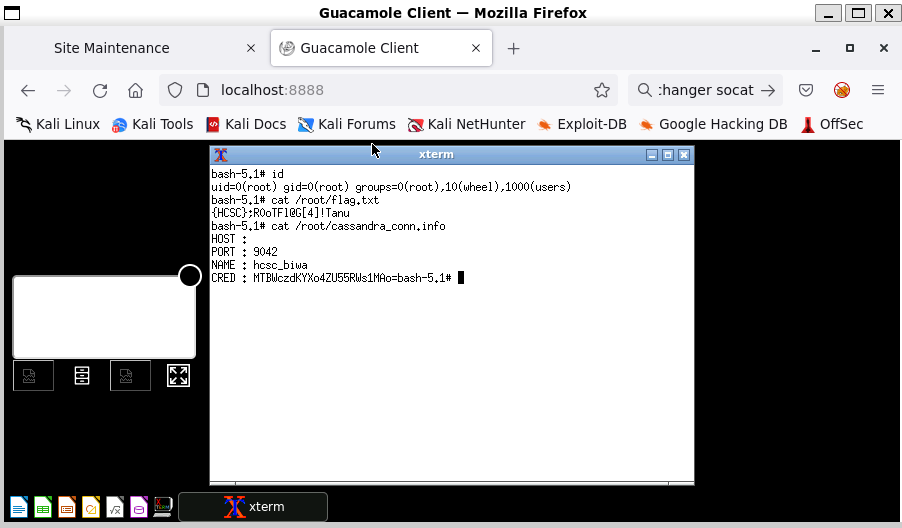 Guacamole Client — Mozilla Firefox
Site Maintenance
Guacamole Client
localhost:8888
changer socat
Kali Linux
Kali Tools
Kali Docs
Kali Forums
Kali NetHunter
Exploit-DB
Google Hacking DB
OffSec
xterm
bash-5.1# id
uid=0(root) gid=0(root) groups=0(root),10(wheel),1000(users)
bash-5.1# cat /root/flag.txt
{HCSC};R0oTFl@G[4]!Tanu
bash-5.1# cat /root/cassandra_conn.info
HOST :
PORT : 9042
NAME : hcsc_biwa
CRED : MTBWczdKYXo4ZU55RWs1MAo=bash-5.1#
xterm